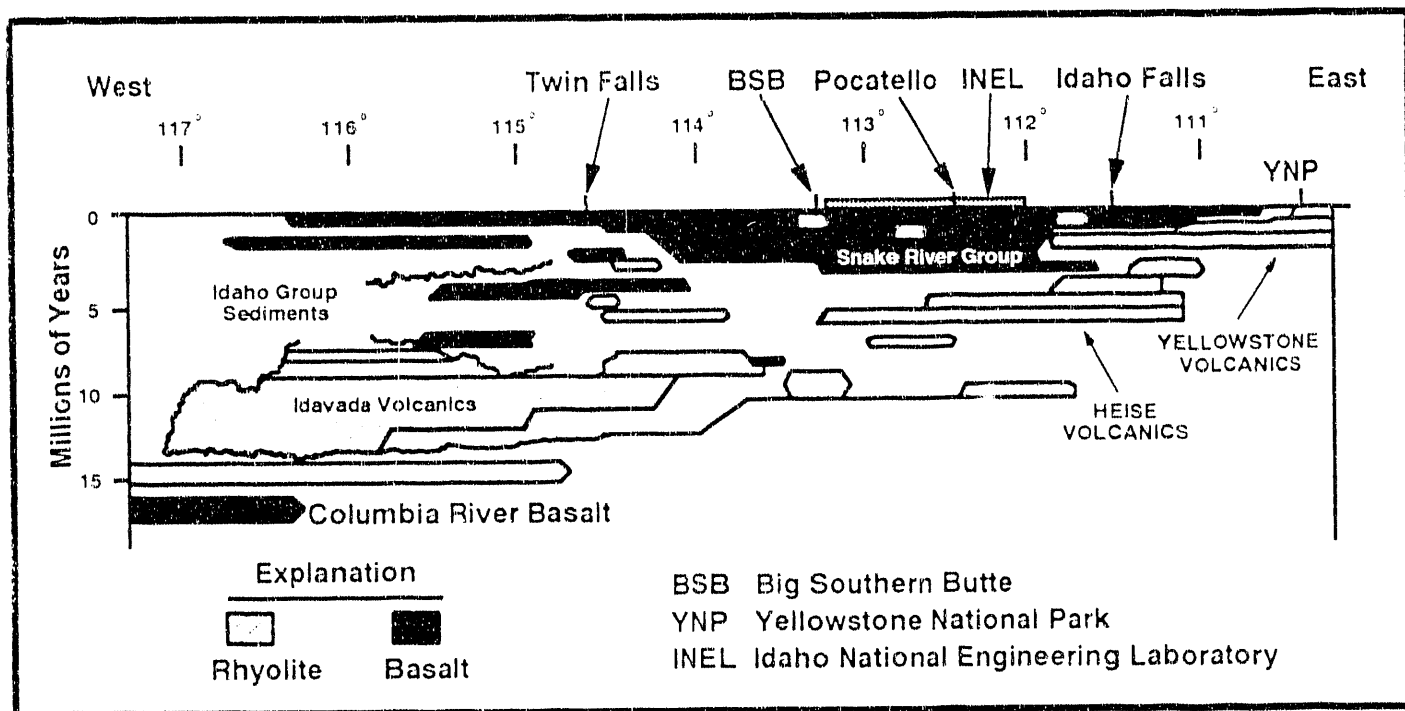 West
Twin Falls
BSB
Pocatello
INEL
Idaho Falls
East
117°
116°
115°
114°
113°
112°
111°
YNP
0
5
10
15
Millions of Years
Snake River Group
Idaho Group
Sediments
YELLOWSTONE
VOLCANICS
Idavada Volcanics
HEISE
VOLCANICS
Columbia River Basalt
Explanation
Rhyolite
Basalt
BSB Big Southern Butte
YNP Yellowstone National Park
INEL Idaho National Engineering Laboratory